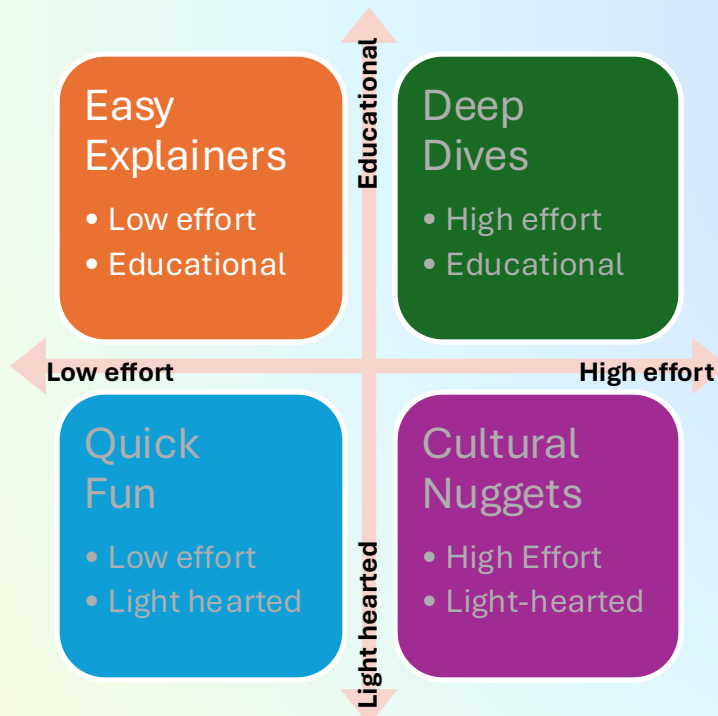 Educational
Easy
Explainers
• Low effort
• Educational
Deep
Dives
• High effort
• Educational
Low effort
High effort
Quick
Fun
• Low effort
• Light hearted
Cultural
Nuggets
• High Effort
• Light-hearted
Light hearted